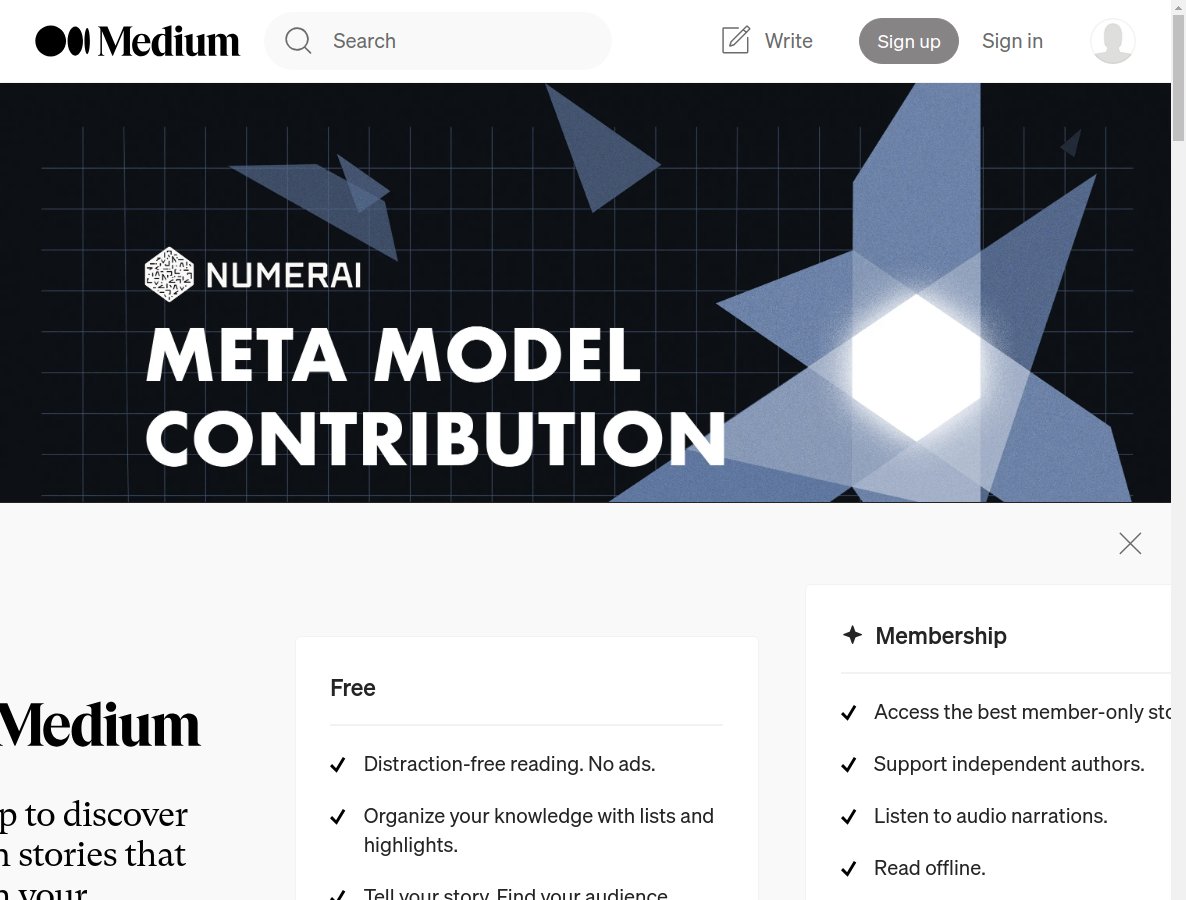 Medium
Search
Write
Sign up
Sign in
NUMERAI
META MODEL
CONTRIBUTION
Medium
p to discover
n stories that
n your
Free
Distraction-free reading. No ads.
Organize your knowledge with lists and
highlights.
Tell your story. Find your audience.
Membership
Access the best member-only sto
Support independent authors.
Listen to audio narrations.
Read offline.